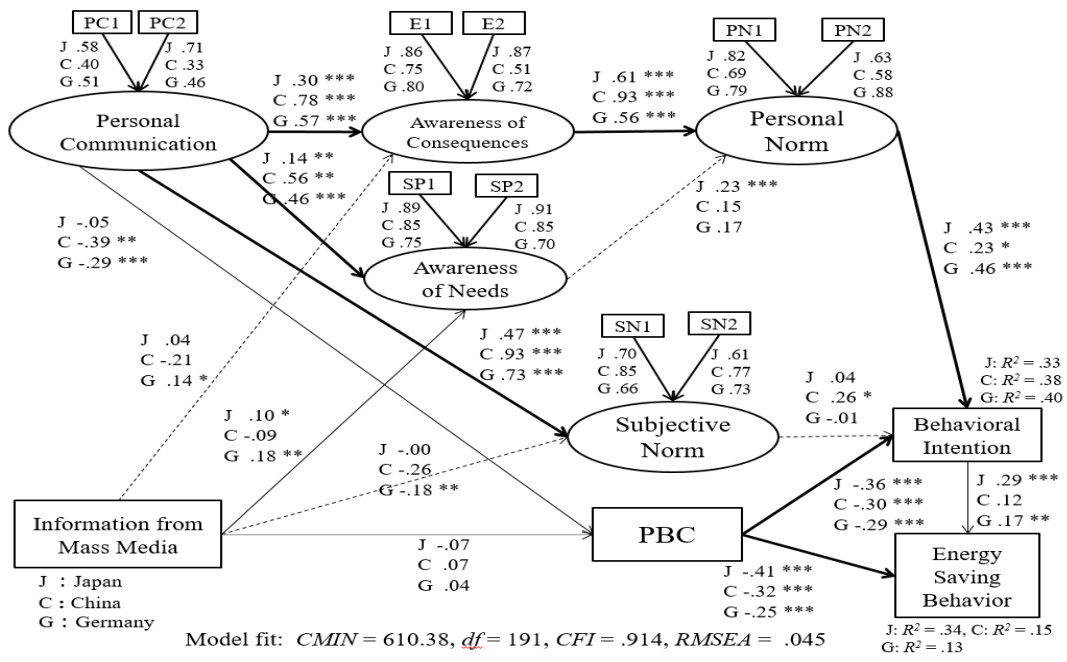 PC1 PC2
J .58
C .40
G .51
J .71
C .33
G .46
E1 E2
J .86
C .75
G .80
J .87
C .51
G .72
PN1 PN2
J .82
C .69
G .79
J .63
C .58
G .88
Personal
Communication
J .30 ***
C .78 ***
G .57 ***
Awareness of
Consequences
J .61 ***
C .93 ***
G .56 ***
Personal
Norm
J .14 **
C .56 **
G .46 ***
SP1 SP2
J .89
C .85
G .75
J .91
C .85
G .70
J .23 ***
C .15
G .17
J -.05
C -.39 **
G -.29 ***
Awareness
of Needs
J .43 ***
C .23 *
G .46 ***
J .04
C -.21
G .14 *
J .47 ***
C .93 ***
G .73 ***
SN1 SN2
J .70
C .85
G .66
J .61
C .77
G .73
J: R² = .33
C: R² = .38
G: R² = .40
J .10 *
C -.09
G .18 **
J -.00
C -.26
G -.18 **
Subjective
Norm
J .04
C .26 *
G -.01
Behavioral
Intention
J -.36 ***
C -.30 ***
G -.29 ***
J .29 ***
C .12
G .17 **
Information from
Mass Media
J -.07
C .07
G .04
PBC
J -.41 ***
C -.32 ***
G -.25 ***
Energy
Saving
Behavior
J : Japan
C : China
G : Germany
J: R² = .34, C: R² = .15
G: R² = .13
Model fit: CMIN = 610.38, df = 191, CFI = .914, RMSEA = .045